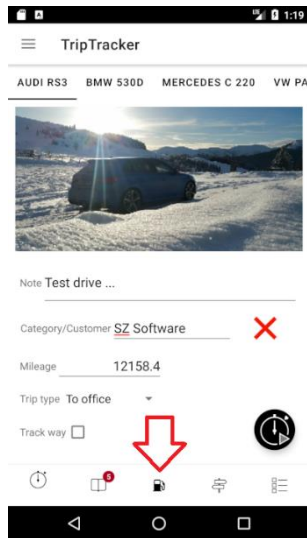 1:19
TripTracker
AUDI RS3 BMW 530D MERCEDES C 220 VW PA
Note Test drive ...
Category/Customer SZ Software
Mileage 12158.4
Trip type To office
Track way
5